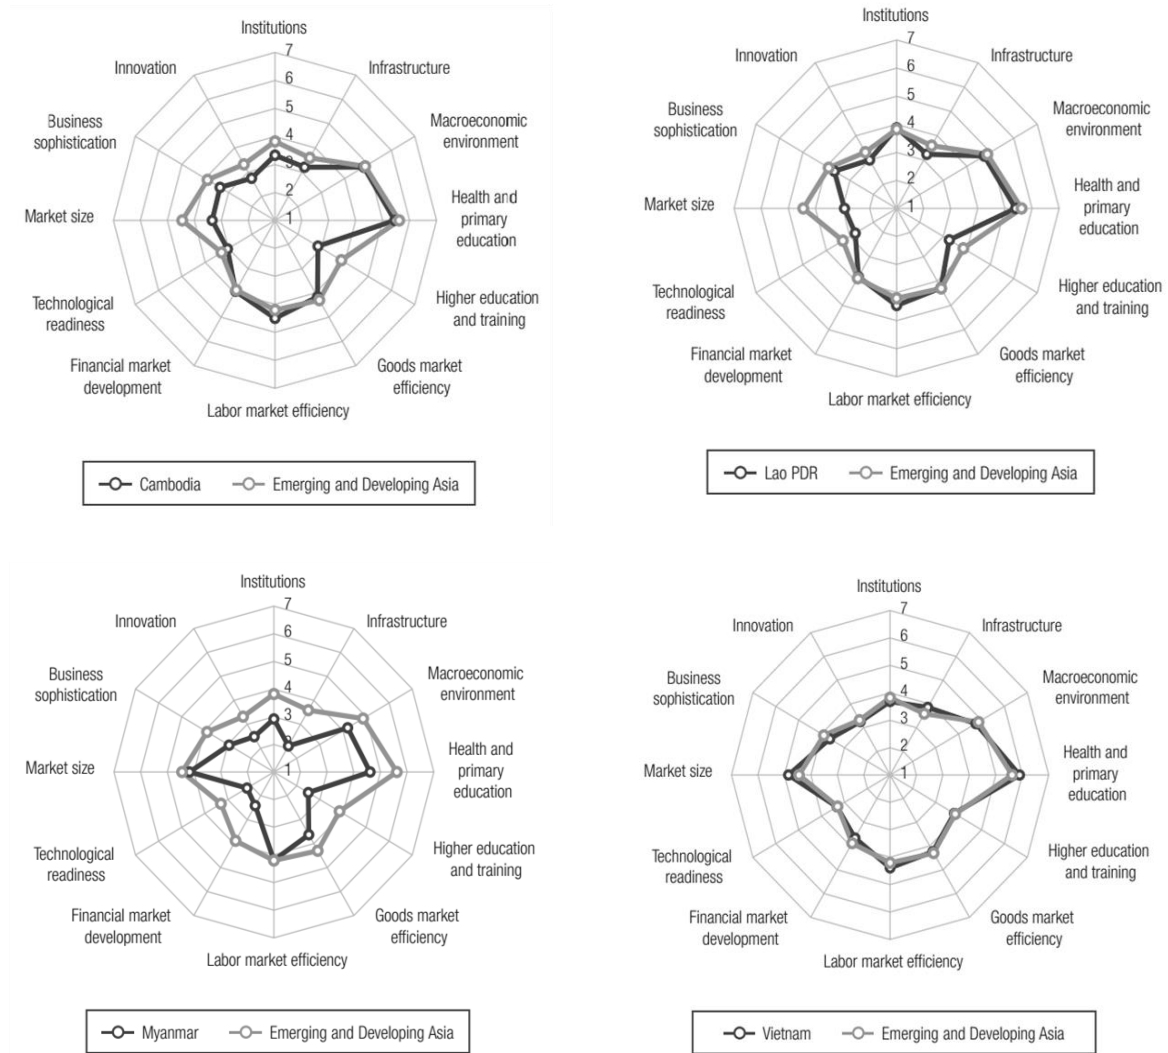 Institutions
7
Innovation
Infrastructure
6
5
Business
sophistication
Macroeconomic
environment
4
3
2
Market size
1
Health and
primary
education
Technological
readiness
Higher education
and training
Financial market
development
Goods market
efficiency
Labor market efficiency
Cambodia
Emerging and Developing Asia
Institutions
7
Innovation
Infrastructure
6
5
Business
sophistication
Macroeconomic
environment
4
3
2
Market size
1
Health and
primary
education
Technological
readiness
Higher education
and training
Financial market
development
Goods market
efficiency
Labor market efficiency
Lao PDR
Emerging and Developing Asia
Institutions
7
Innovation
Infrastructure
6
5
Business
sophistication
Macroeconomic
environment
4
3
2
Market size
1
Health and
primary
education
Technological
readiness
Higher education
and training
Financial market
development
Goods market
efficiency
Labor market efficiency
Myanmar
Emerging and Developing Asia
Institutions
7
Innovation
Infrastructure
6
5
Business
sophistication
Macroeconomic
environment
4
3
2
Market size
1
Health and
primary
education
Technological
readiness
Higher education
and training
Financial market
development
Goods market
efficiency
Labor market efficiency
Vietnam
Emerging and Developing Asia